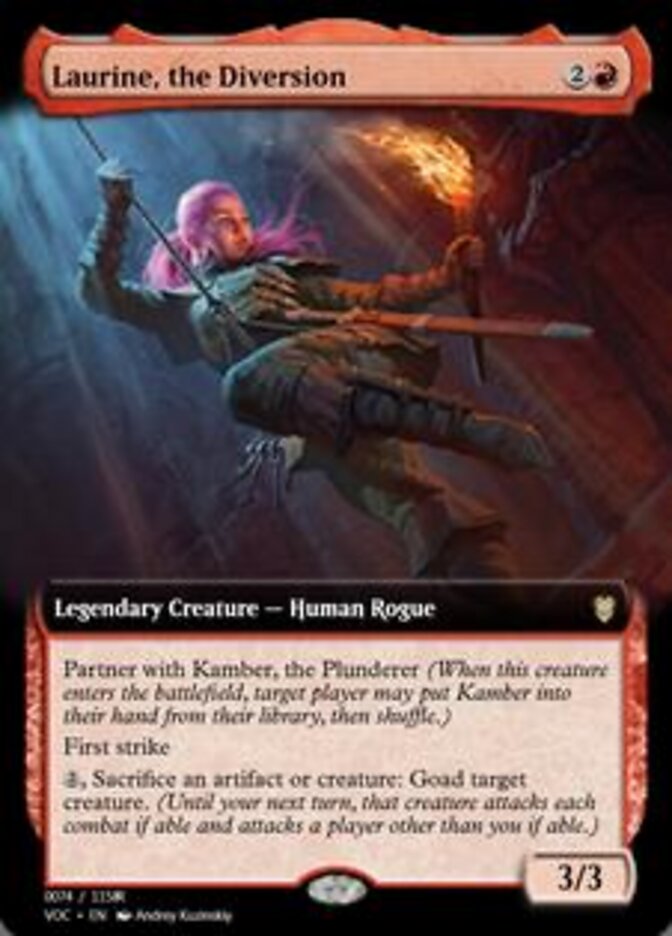 Laurine, the Diversion 2
Legendary Creature — Human Rogue
Partner with Kamber, the Plunderer (When this creature
enters the battlefield, target player may put Kamber into
their hand from their library, then shuffle.)
First strike
2, Sacrifice an artifact or creature: Goad target
creature. (Until your next turn, that creature attacks each
combat if able and attacks a player other than you if able.)
3/3
0074 / 115 R
VOC • EN Andrey Kuzinskiy